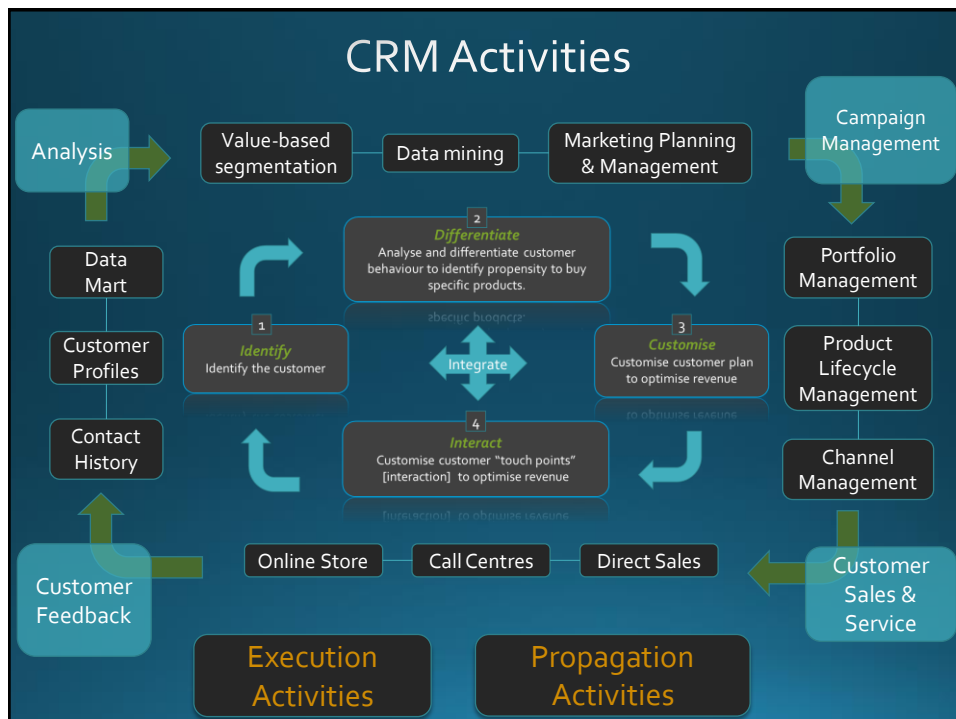 CRM Activities
Analysis
Value-based
segmentation
Data mining
Marketing Planning
& Management
Campaign
Management
2
Differentiate
Analyse and differentiate customer
behaviour to identify propensity to buy
specific products.
Data
Mart
Customer
Profiles
Contact
History
1
Identify
Identify the customer
Integrate
3
Customise
Customise customer plan
to optimise revenue
4
Interact
Customise customer “touch points”
[interaction] to optimise revenue
Portfolio
Management
Product
Lifecycle
Management
Channel
Management
Online Store
Call Centres
Direct Sales
Customer
Feedback
Customer
Sales &
Service
Execution
Activities
Propagation
Activities